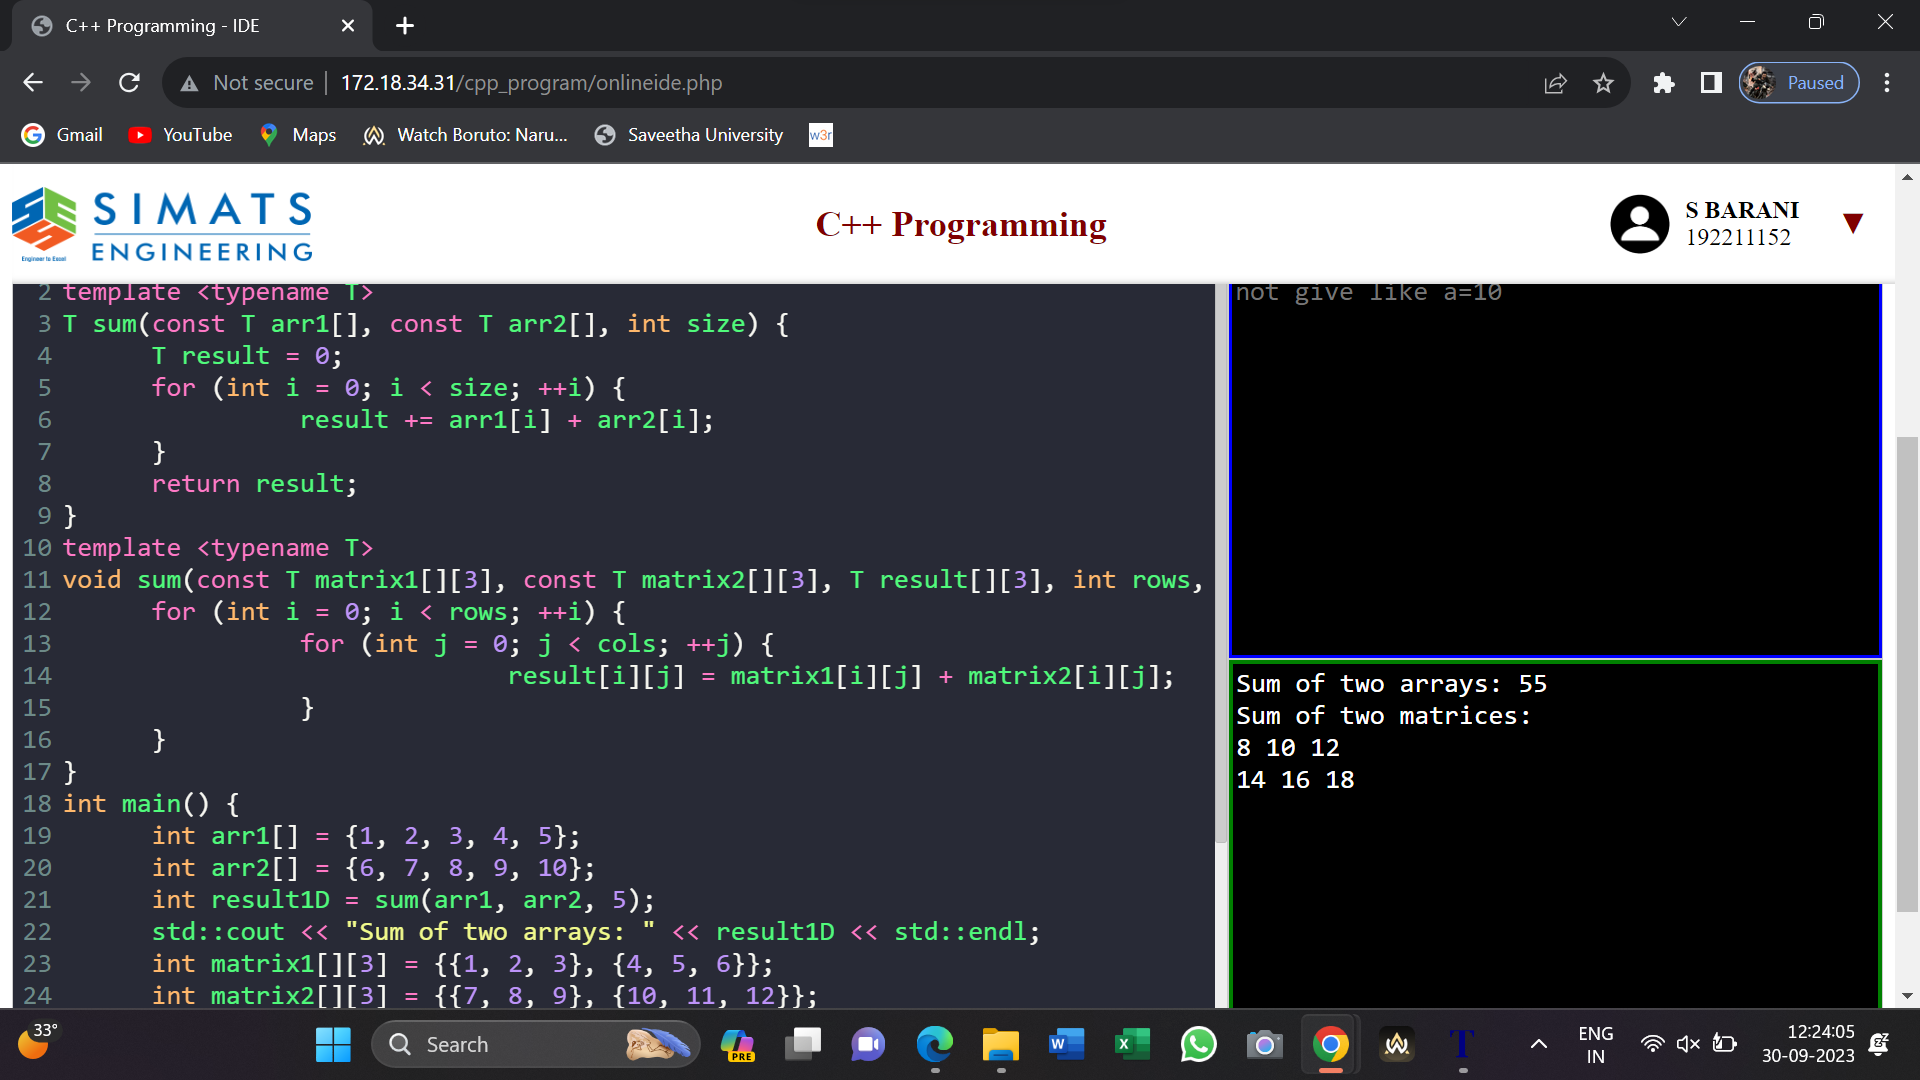 C++ Programming - IDE
Not secure
172.18.34.31/cpp_program/onlineide.php
Paused
Gmail
YouTube
Maps
Watch Boruto: Naru...
Saveetha University
w3r
SIMATS
ENGINEERING
Engineer to Excel
C++ Programming
S BARANI
192211152
2 template <typename T>
3 T sum(const T arr1[], const T arr2[], int size) {
4 T result = 0;
5 for (int i = 0; i < size; ++i) {
6 result += arr1[i] + arr2[i];
7 }
8 return result;
9 }
10 template <typename T>
11 void sum(const T matrix1[][3], const T matrix2[][3], T result[][3], int rows,
12 for (int i = 0; i < rows; ++i) {
13 for (int j = 0; j < cols; ++j) {
14 result[i][j] = matrix1[i][j] + matrix2[i][j];
15 }
16 }
17 }
18 int main() {
19 int arr1[] = {1, 2, 3, 4, 5};
20 int arr2[] = {6, 7, 8, 9, 10};
21 int result1D = sum(arr1, arr2, 5);
22 std::cout << "Sum of two arrays: " << result1D << std::endl;
23 int matrix1[][3] = {{1, 2, 3}, {4, 5, 6}};
24 int matrix2[][3] = {{7, 8, 9}, {10, 11, 12}};
not give like a=10
Sum of two arrays: 55
Sum of two matrices:
8 10 12
14 16 18
33°
Search
PRE
ENG
IN
12:24:05
30-09-2023